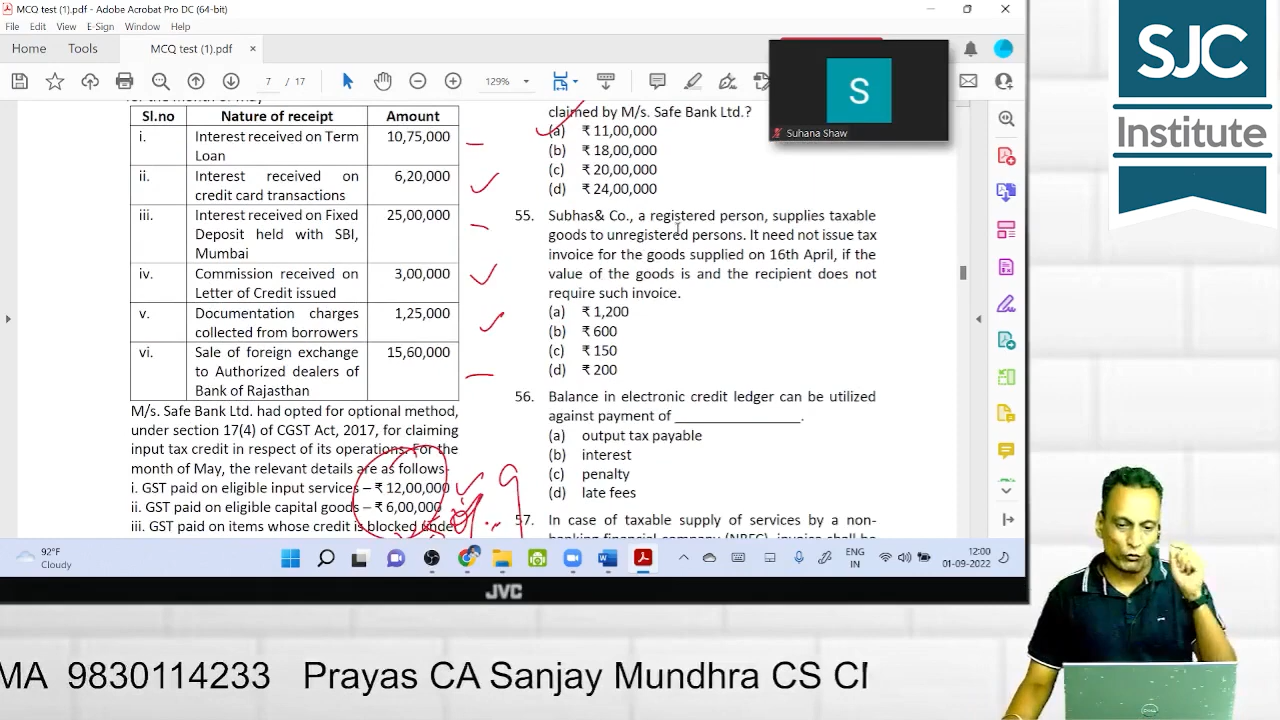 MCQ test (1).pdf - Adobe Acrobat Pro DC (64-bit)
File Edit View E-Sign Window Help
Home Tools MCQ test (1).pdf ×
7 / 17 129%
Sl.no Nature of receipt Amount
i. Interest received on Term Loan 10,75,000
ii. Interest received on credit card transactions 6,20,000
iii. Interest received on Fixed Deposit held with SBI, Mumbai 25,00,000
iv. Commission received on Letter of Credit issued 3,00,000
v. Documentation charges collected from borrowers 1,25,000
vi. Sale of foreign exchange to Authorized dealers of Bank of Rajasthan 15,60,000
M/s. Safe Bank Ltd. had opted for optional method,
under section 17(4) of CGST Act, 2017, for claiming
input tax credit in respect of its operations. For the
month of May, the relevant details are as follows
i. GST paid on eligible input services – ₹ 12,00,000
ii. GST paid on eligible capital goods – ₹ 6,00,000
iii. GST paid on items whose credit is blocked under
claimed by M/s. Safe Bank Ltd.?
(a) ₹ 11,00,000
(b) ₹ 18,00,000
(c) ₹ 20,00,000
(d) ₹ 24,00,000
55. Subhas& Co., a registered person, supplies taxable
goods to unregistered persons. It need not issue tax
invoice for the goods supplied on 16th April, if the
value of the goods is and the recipient does not
require such invoice.
(a) ₹ 1,200
(b) ₹ 600
(c) ₹ 150
(d) ₹ 200
56. Balance in electronic credit ledger can be utilized
against payment of ________________.
(a) output tax payable
(b) interest
(c) penalty
(d) late fees
57. In case of taxable supply of services by a non-
S
Suhana Shaw
SJC
Institute
92°F
Cloudy
ENG
IN
12:00
01-09-2022
JVC
DELL
MA 9830114233 Prayas CA Sanjay Mundhra CS CI